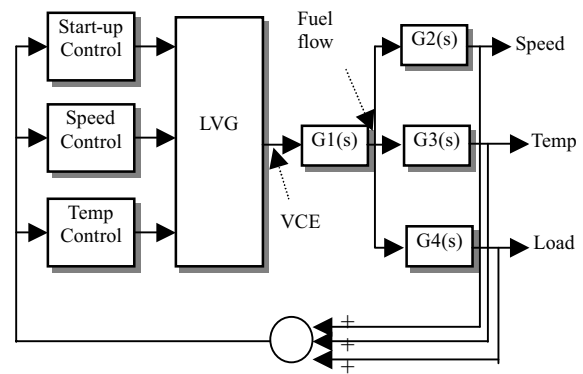 Start-up
Control
Speed
Control
Temp
Control
LVG
VCE
G1(s)
Fuel
flow
G2(s)
Speed
G3(s)
Temp
G4(s)
Load
+
+
+